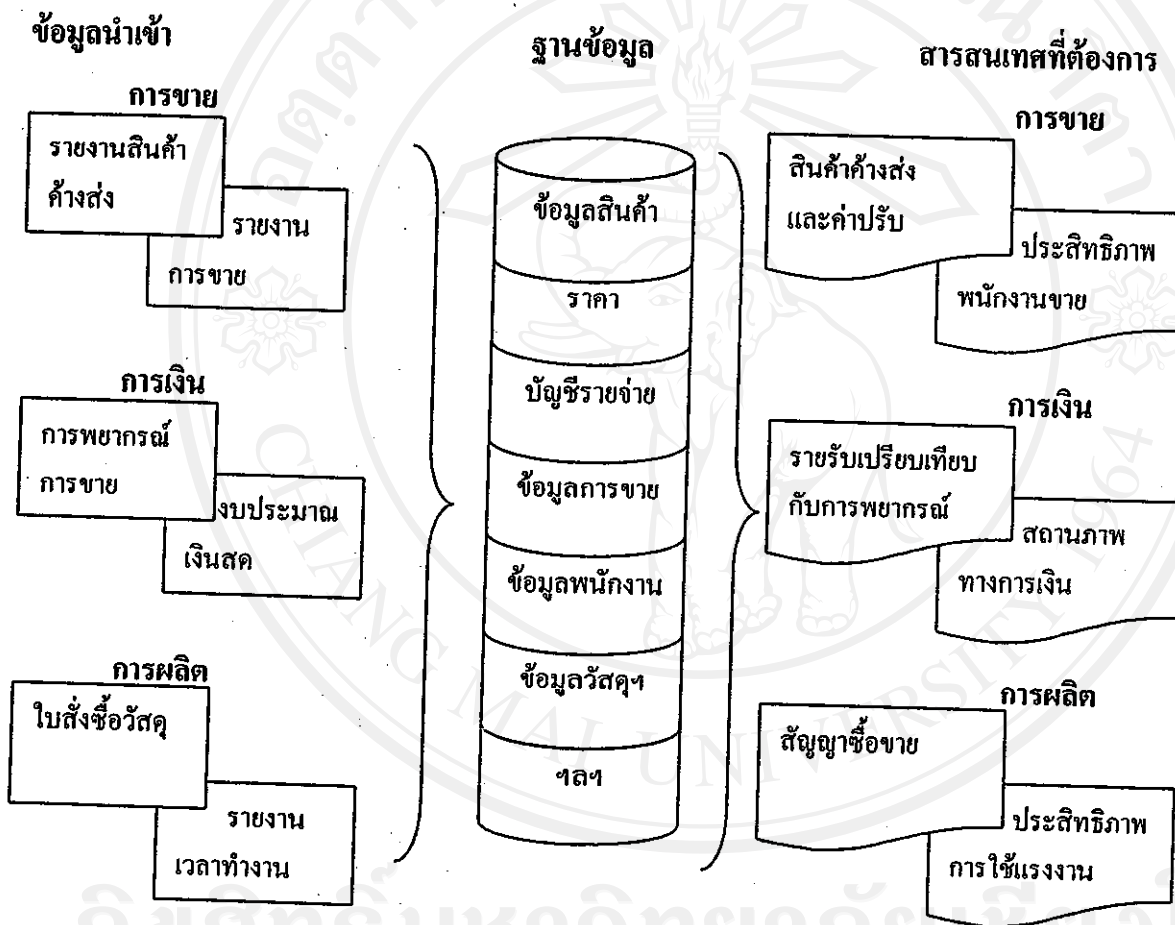 ข้อมูลนำเข้า
การขาย
รายงานสินค้า
ค้างส่ง
รายงาน
การขาย
การเงิน
การพยากรณ์
การขาย
งบประมาณ
เงินสด
การผลิต
ใบสั่งซื้อวัสดุ
รายงาน
เวลาทำงาน
ฐานข้อมูล
ข้อมูลสินค้า
ราคา
บัญชีรายจ่าย
ข้อมูลการขาย
ข้อมูลพนักงาน
ข้อมูลวัสดุฯ
ฯลฯ
สารสนเทศที่ต้องการ
การขาย
สินค้าค้างส่ง
และค่าปรับ
ประสิทธิภาพ
พนักงานขาย
การเงิน
รายรับเปรียบเทียบ
กับการพยากรณ์
สถานภาพ
ทางการเงิน
การผลิต
สัญญาซื้อขาย
ประสิทธิภาพ
การใช้แรงงาน
CHIANG MAI UNIVERSITY 1964